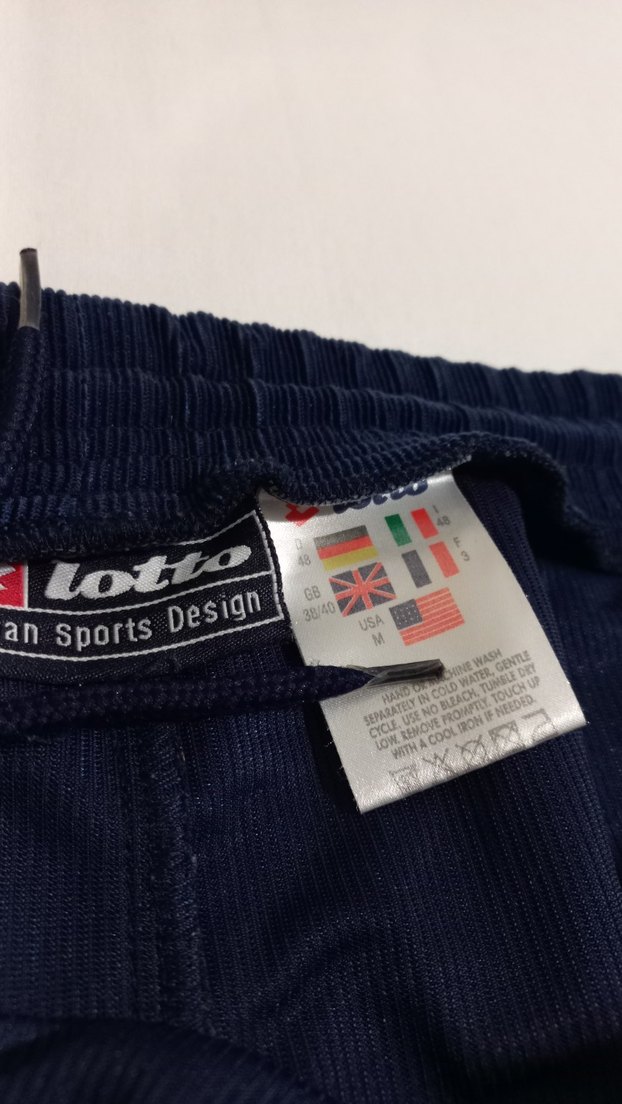 lotto
an Sports Design
lotto
D
48
I
48
GB
38/40
F
3
USA
M
HAND OR MACHINE WASH
SEPARATELY IN COLD WATER, GENTLE
CYCLE. USE NO BLEACH, TUMBLE DRY
LOW. REMOVE PROMPTLY. TOUCH UP
WITH A COOL IRON IF NEEDED.